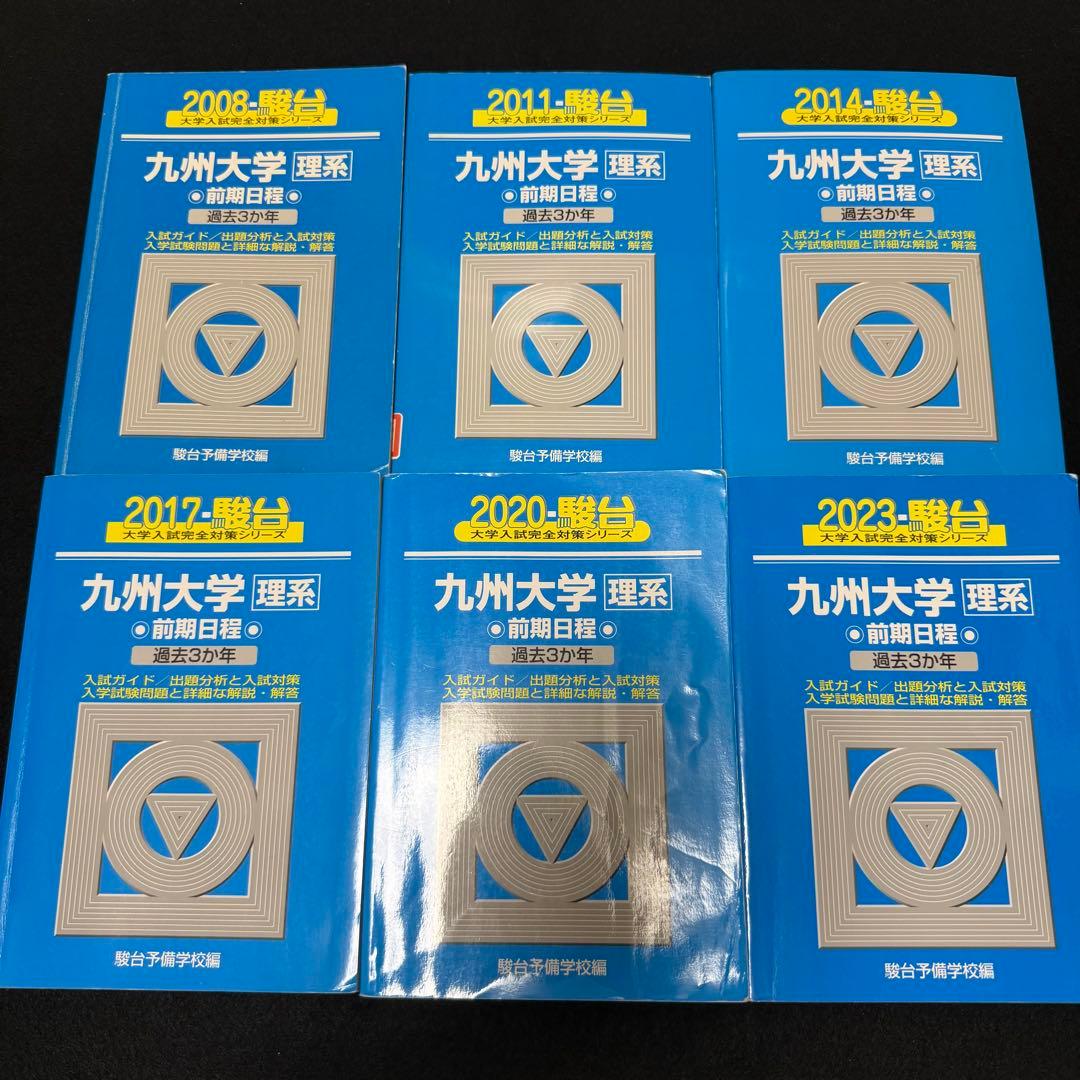 2008-駿台
大学入試完全対策シリーズ
九州大学 理系
前期日程
過去3か年
入試ガイド/出題分析と入試対策
入学試験問題と詳細な解説・解答
駿台予備学校編
2011-駿台
大学入試完全対策シリーズ
九州大学 理系
前期日程
過去3か年
入試ガイド/出題分析と入試対策
入学試験問題と詳細な解説・解答
駿台予備学校編
2014-駿台
大学入試完全対策シリーズ
九州大学 理系
前期日程
過去3か年
入試ガイド/出題分析と入試対策
入学試験問題と詳細な解説・解答
駿台予備学校編
2017-駿台
大学入試完全対策シリーズ
九州大学 理系
前期日程
過去3か年
入試ガイド/出題分析と入試対策
入学試験問題と詳細な解説・解答
駿台予備学校編
2020-駿台
大学入試完全対策シリーズ
九州大学 理系
前期日程
過去3か年
入試ガイド/出題分析と入試対策
入学試験問題と詳細な解説・解答
駿台予備学校編
2023-駿台
大学入試完全対策シリーズ
九州大学 理系
前期日程
過去3か年
入試ガイド/出題分析と入試対策
入学試験問題と詳細な解説・解答
駿台予備学校編